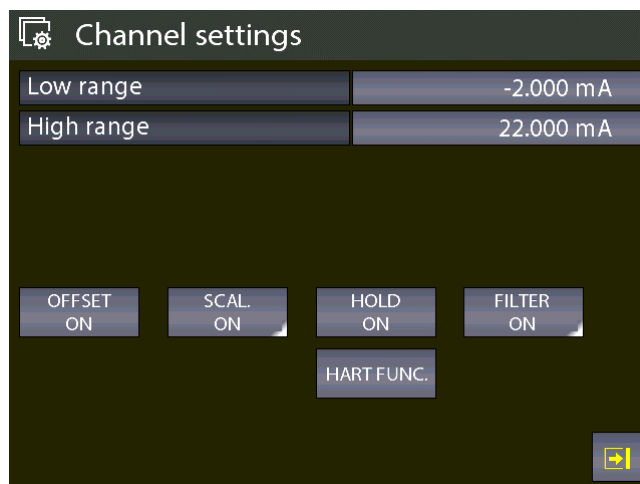 Channel settings
Low range -2.000 mA
High range 22.000 mA
OFFSET ON
SCAL. ON
HOLD ON
FILTER ON
HART FUNC.